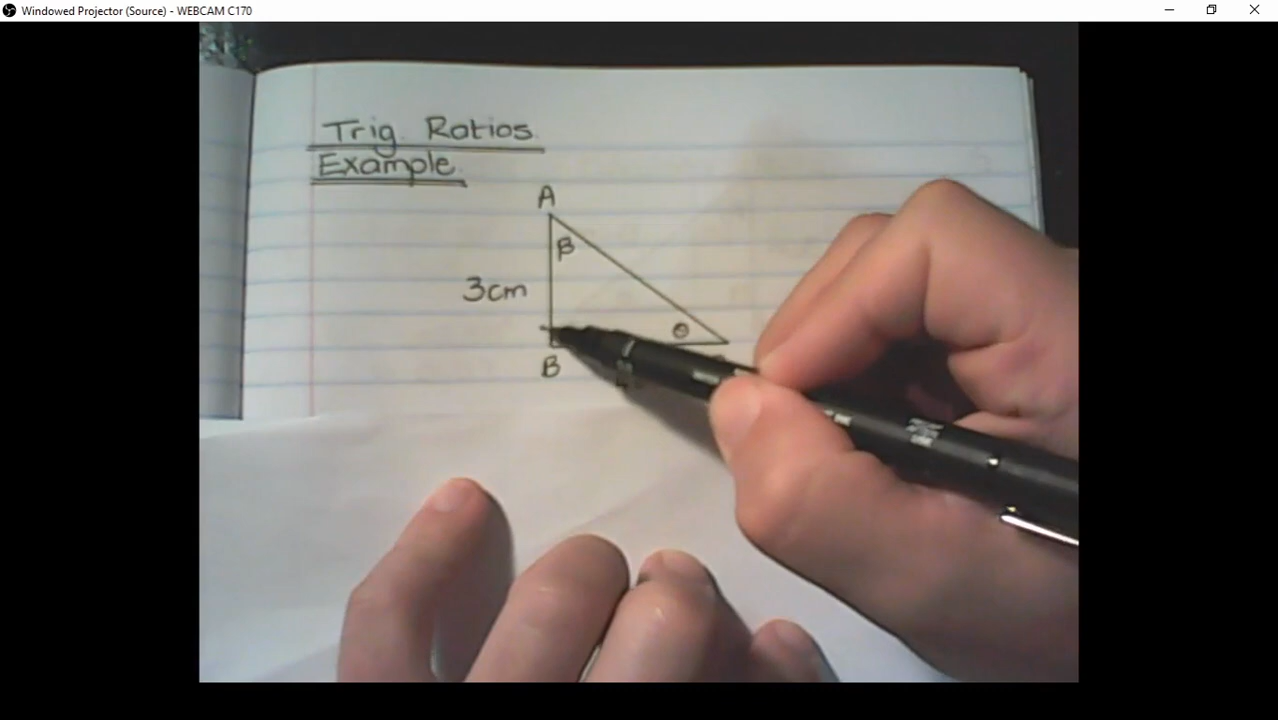 Windowed Projector (Source) - WEBCAM C170
Trig Ratios
Example.
A
β
3cm
θ
B